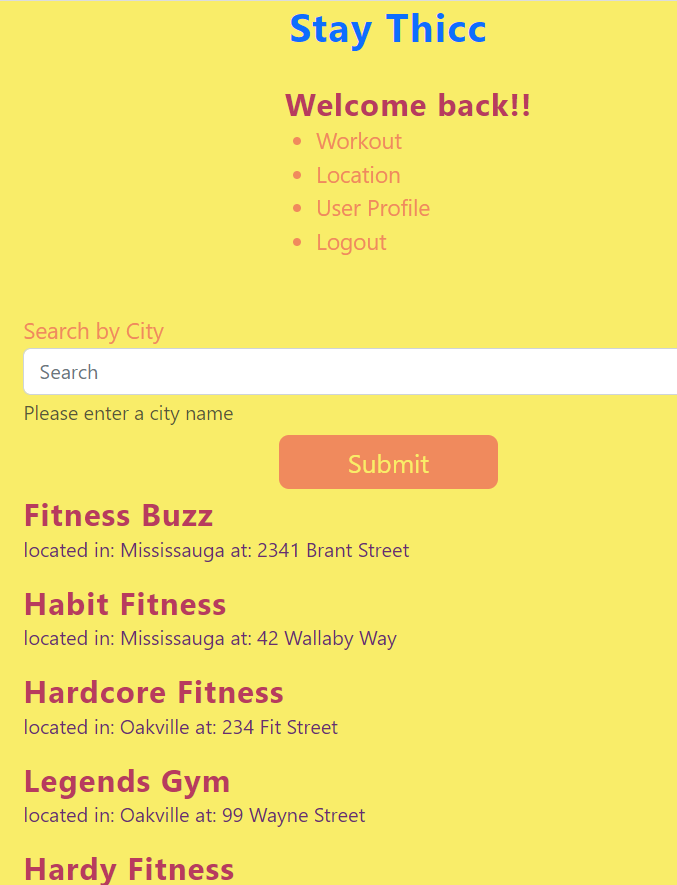 Stay Thicc
Welcome back!!
Workout
Location
User Profile
Logout
Search by City
Search
Please enter a city name
Submit
Fitness Buzz
located in: Mississauga at: 2341 Brant Street
Habit Fitness
located in: Mississauga at: 42 Wallaby Way
Hardcore Fitness
located in: Oakville at: 234 Fit Street
Legends Gym
located in: Oakville at: 99 Wayne Street
Hardy Fitness